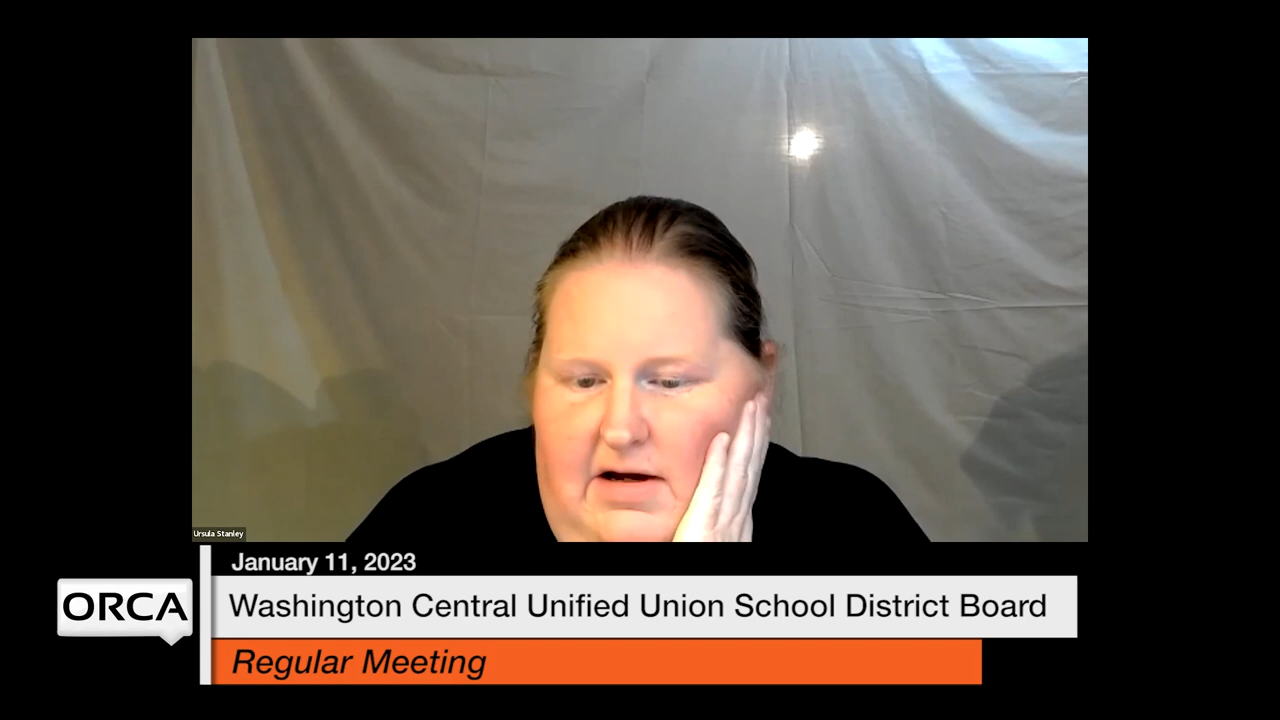 Ursula Stanley
January 11, 2023
ORCA
Washington Central Unified Union School District Board
Regular Meeting